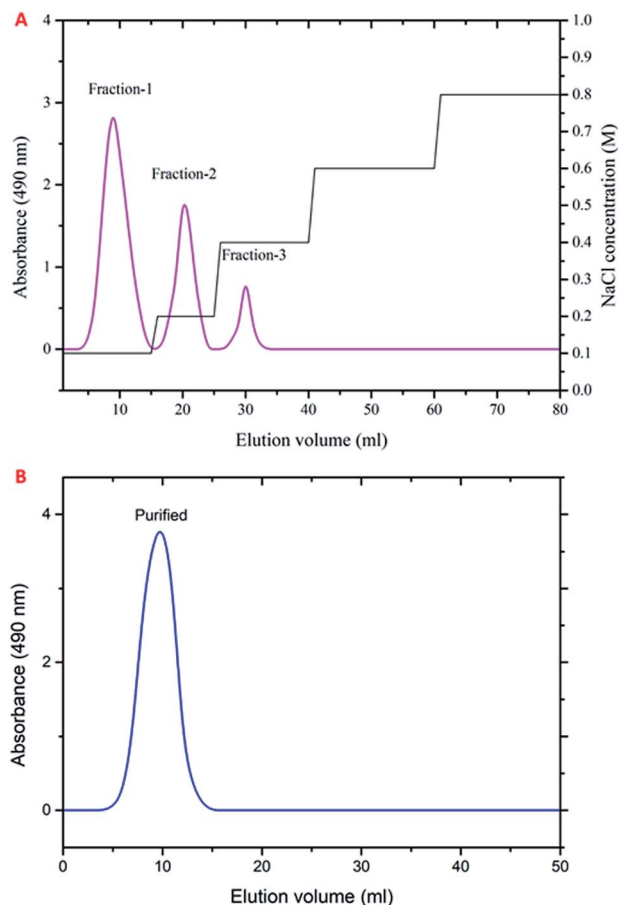 A
Absorbance (490 nm)
4
3
2
1
0
Fraction-1
Fraction-2
Fraction-3
1.0
0.9
0.8
0.7
0.6
0.5
0.4
0.3
0.2
0.1
0.0
NaCl concentration (M)
10 20 30 40 50 60 70 80
Elution volume (ml)
B
Absorbance (490 nm)
4
2
0
Purified
0 10 20 30 40 50
Elution volume (ml)